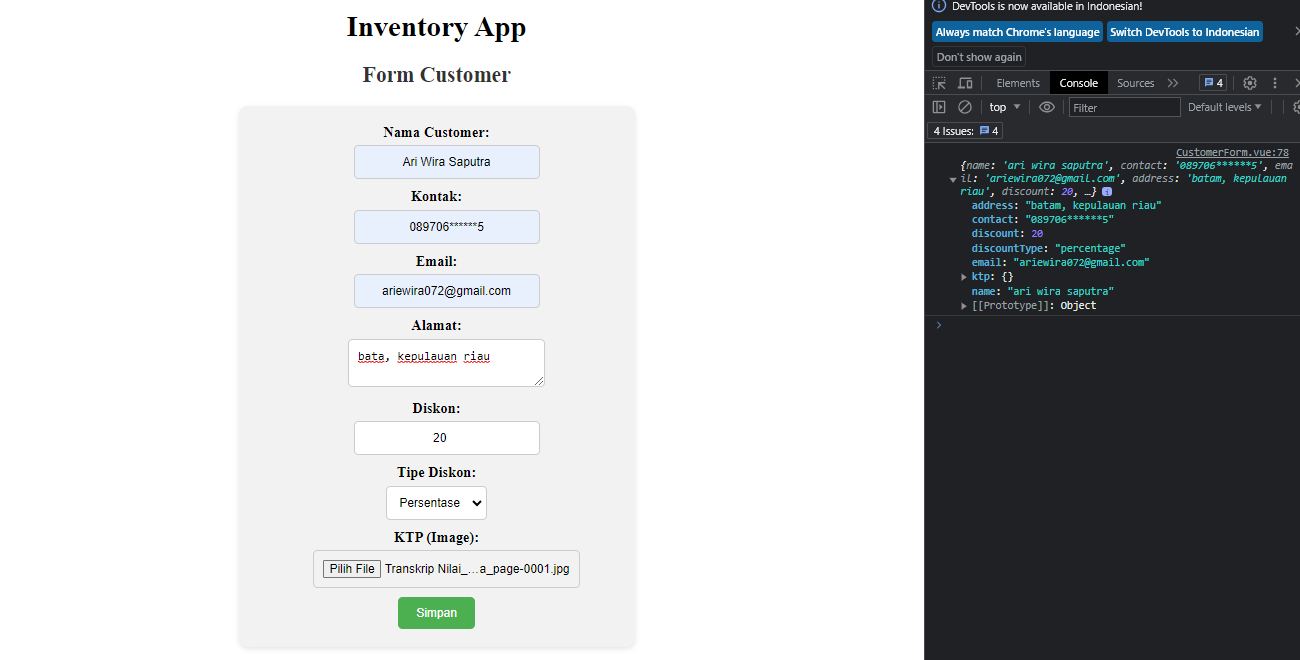 Inventory App
Form Customer
Nama Customer:
Ari Wira Saputra
Kontak:
089706******5
Email:
ariewira072@gmail.com
Alamat:
bata, kepulauan riau
Diskon:
20
Tipe Diskon:
Persentase
KTP (Image):
Pilih File Transkrip Nilai_...a_page-0001.jpg
Simpan
DevTools is now available in Indonesian!
Always match Chrome's language Switch DevTools to Indonesian
Don't show again
Elements Console Sources 4
top Filter Default levels
4 Issues: 4
CustomerForm.vue:78
{name: 'ari wira saputra', contact: '089706******5', ema
il: 'ariewira072@gmail.com', address: 'batam, kepulauan
riau', discount: 20, …}
address: "batam, kepulauan riau"
contact: "089706******5"
discount: 20
discountType: "percentage"
email: "ariewira072@gmail.com"
ktp: {}
name: "ari wira saputra"
[[Prototype]]: Object